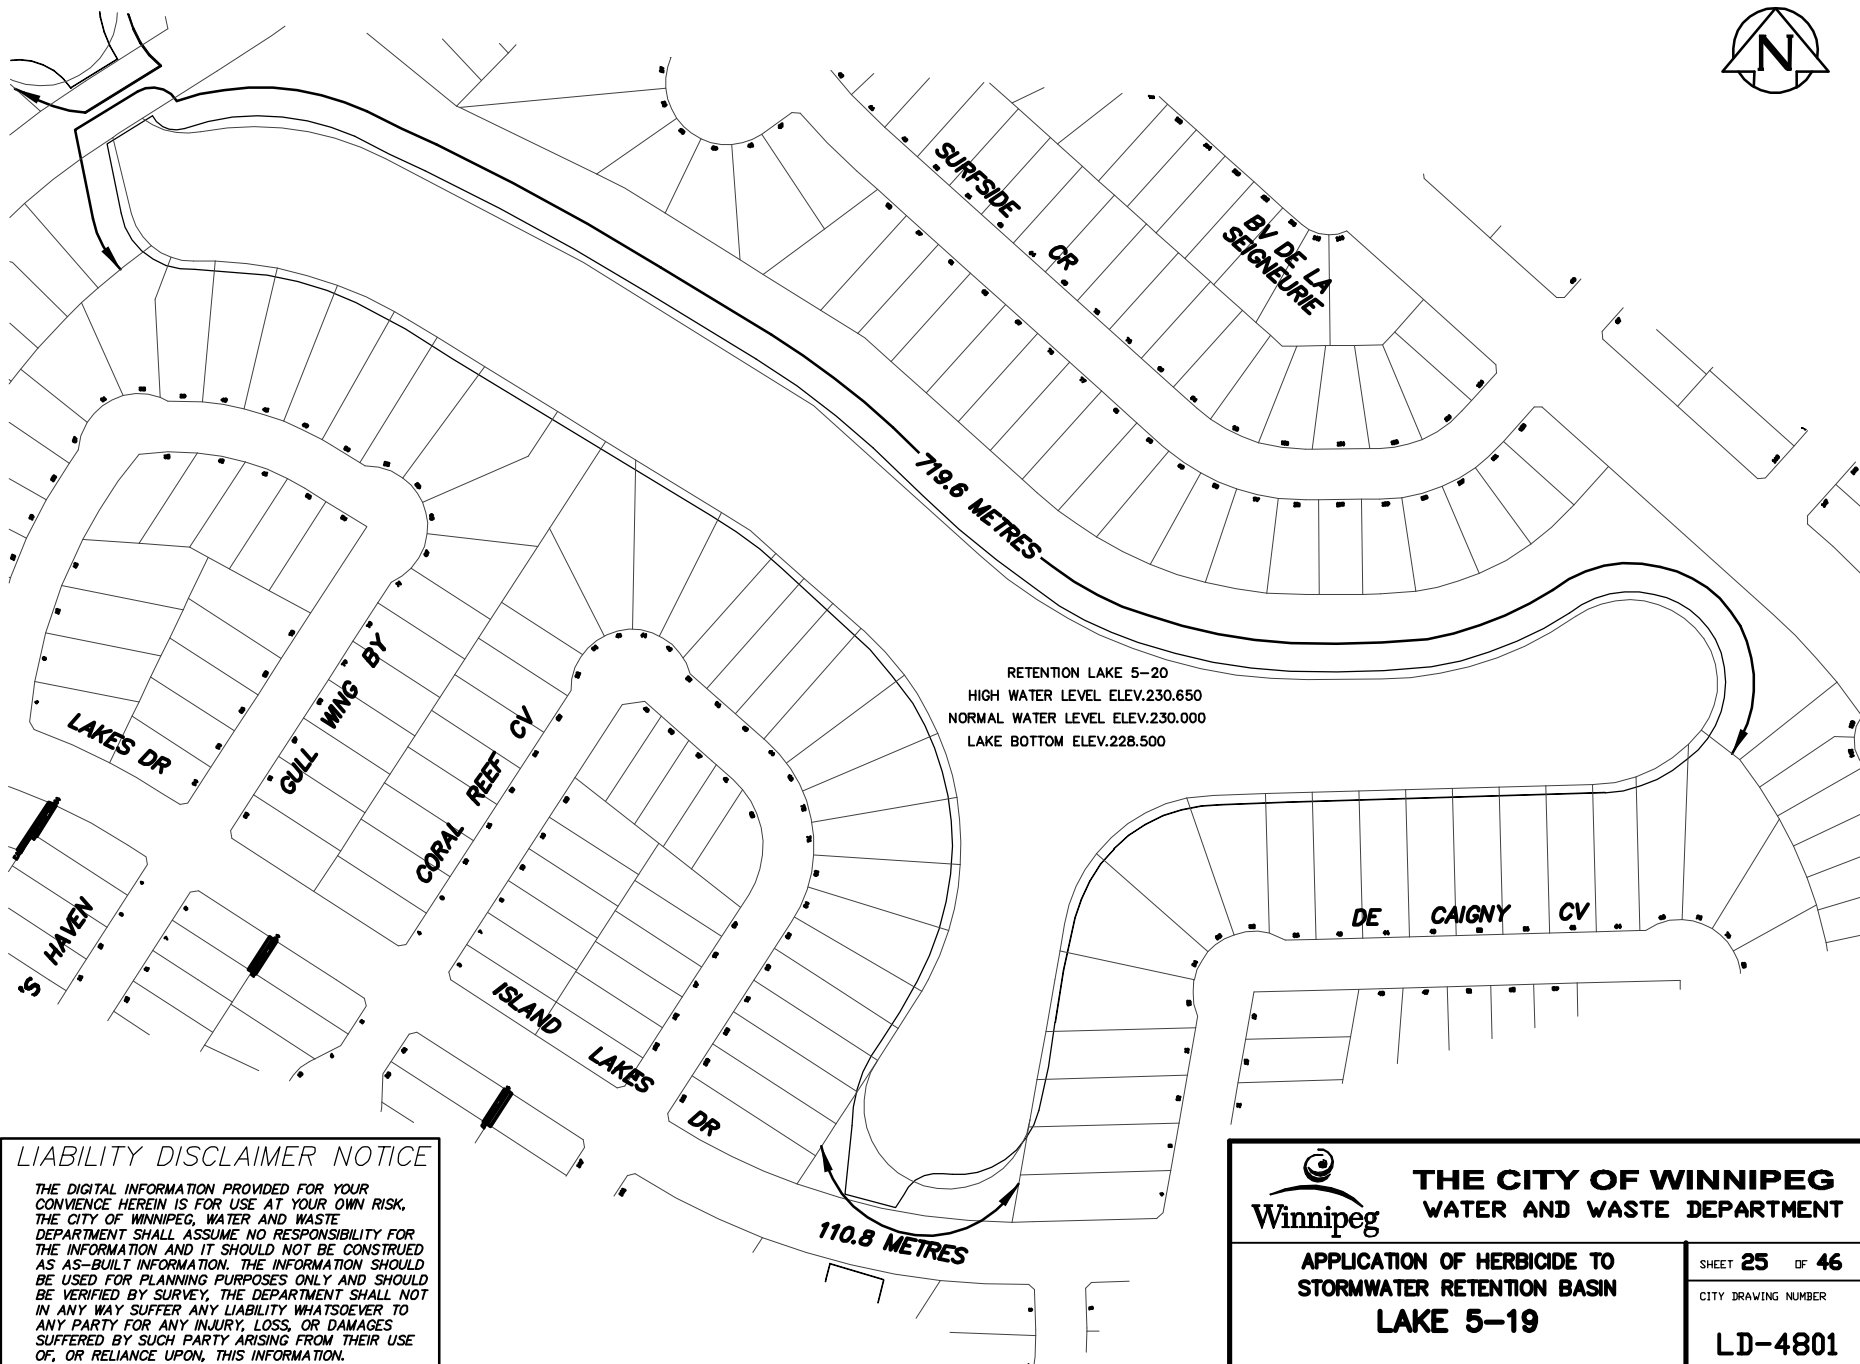 N
SURFSIDE CR
BV DE LA
SEIGNEURIE
719.6 METRES
RETENTION LAKE 5-20
HIGH WATER LEVEL ELEV.230.650
NORMAL WATER LEVEL ELEV.230.000
LAKE BOTTOM ELEV.228.500
LAKES DR
GULL WING BY
CORAL REEF CV
'S HAVEN
ISLAND LAKES DR
DE CAIGNY CV
110.8 METRES
LIABILITY DISCLAIMER NOTICE
THE DIGITAL INFORMATION PROVIDED FOR YOUR
CONVIENCE HEREIN IS FOR USE AT YOUR OWN RISK,
THE CITY OF WINNIPEG, WATER AND WASTE
DEPARTMENT SHALL ASSUME NO RESPONSIBILITY FOR
THE INFORMATION AND IT SHOULD NOT BE CONSTRUED
AS AS-BUILT INFORMATION. THE INFORMATION SHOULD
BE USED FOR PLANNING PURPOSES ONLY AND SHOULD
BE VERIFIED BY SURVEY, THE DEPARTMENT SHALL NOT
IN ANY WAY SUFFER ANY LIABILITY WHATSOEVER TO
ANY PARTY FOR ANY INJURY, LOSS, OR DAMAGES
SUFFERED BY SUCH PARTY ARISING FROM THEIR USE
OF, OR RELIANCE UPON, THIS INFORMATION.
Winnipeg
THE CITY OF WINNIPEG
WATER AND WASTE DEPARTMENT
APPLICATION OF HERBICIDE TO
STORMWATER RETENTION BASIN
LAKE 5-19
SHEET 25 OF 46
CITY DRAWING NUMBER
LD-4801